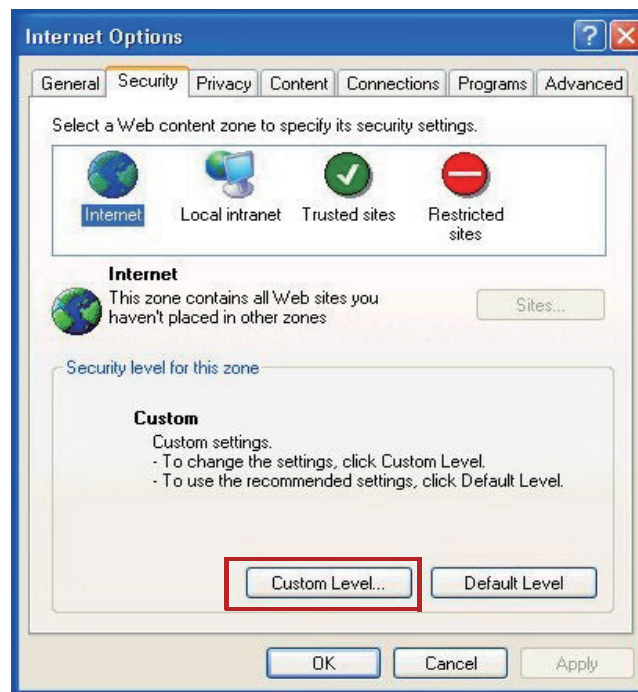 Internet Options
General Security Privacy Content Connections Programs Advanced
Select a Web content zone to specify its security settings.
Internet Local intranet Trusted sites Restricted sites
Internet
This zone contains all Web sites you
haven't placed in other zones
Sites...
Security level for this zone
Custom
Custom settings.
- To change the settings, click Custom Level.
- To use the recommended settings, click Default Level.
Custom Level... Default Level
OK Cancel Apply